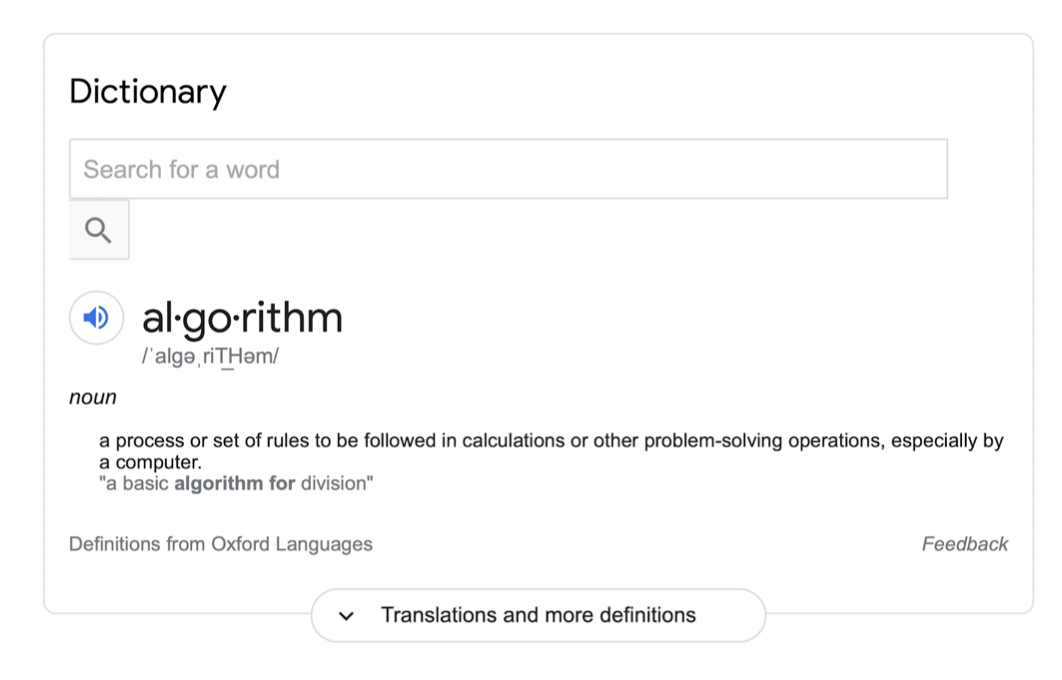 Dictionary
Search for a word
al·go·rithm
/ˈalɡəˌriT͟Həm/
noun
a process or set of rules to be followed in calculations or other problem-solving operations, especially by
a computer.
"a basic algorithm for division"
Definitions from Oxford Languages
Feedback
Translations and more definitions